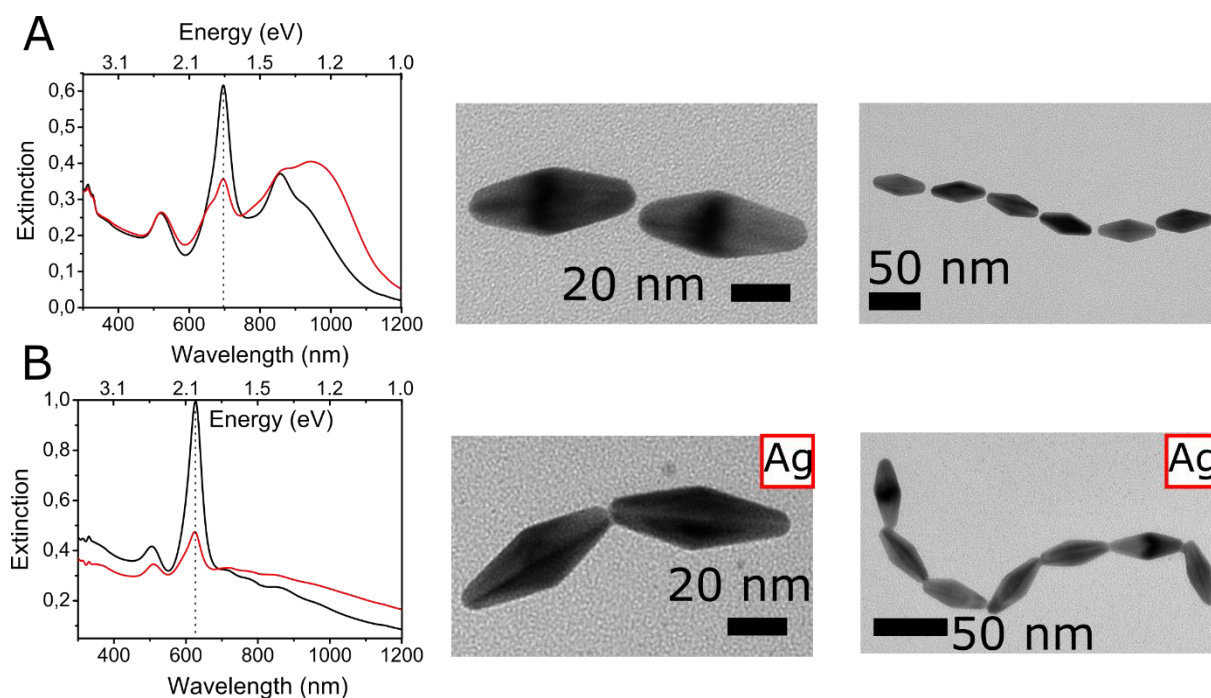 A
Energy (eV)
3.1 2.1 1.5 1.2 1.0
0,6
0,5
0,4
0,3
0,2
0,1
0,0
Extinction
400 600 800 1000 1200
Wavelength (nm)
20 nm
50 nm
B
3.1 2.1 1.5 1.2 1.0
Energy (eV)
1,0
0,8
0,6
0,4
0,2
Extinction
400 600 800 1000 1200
Wavelength (nm)
Ag
20 nm
Ag
50 nm